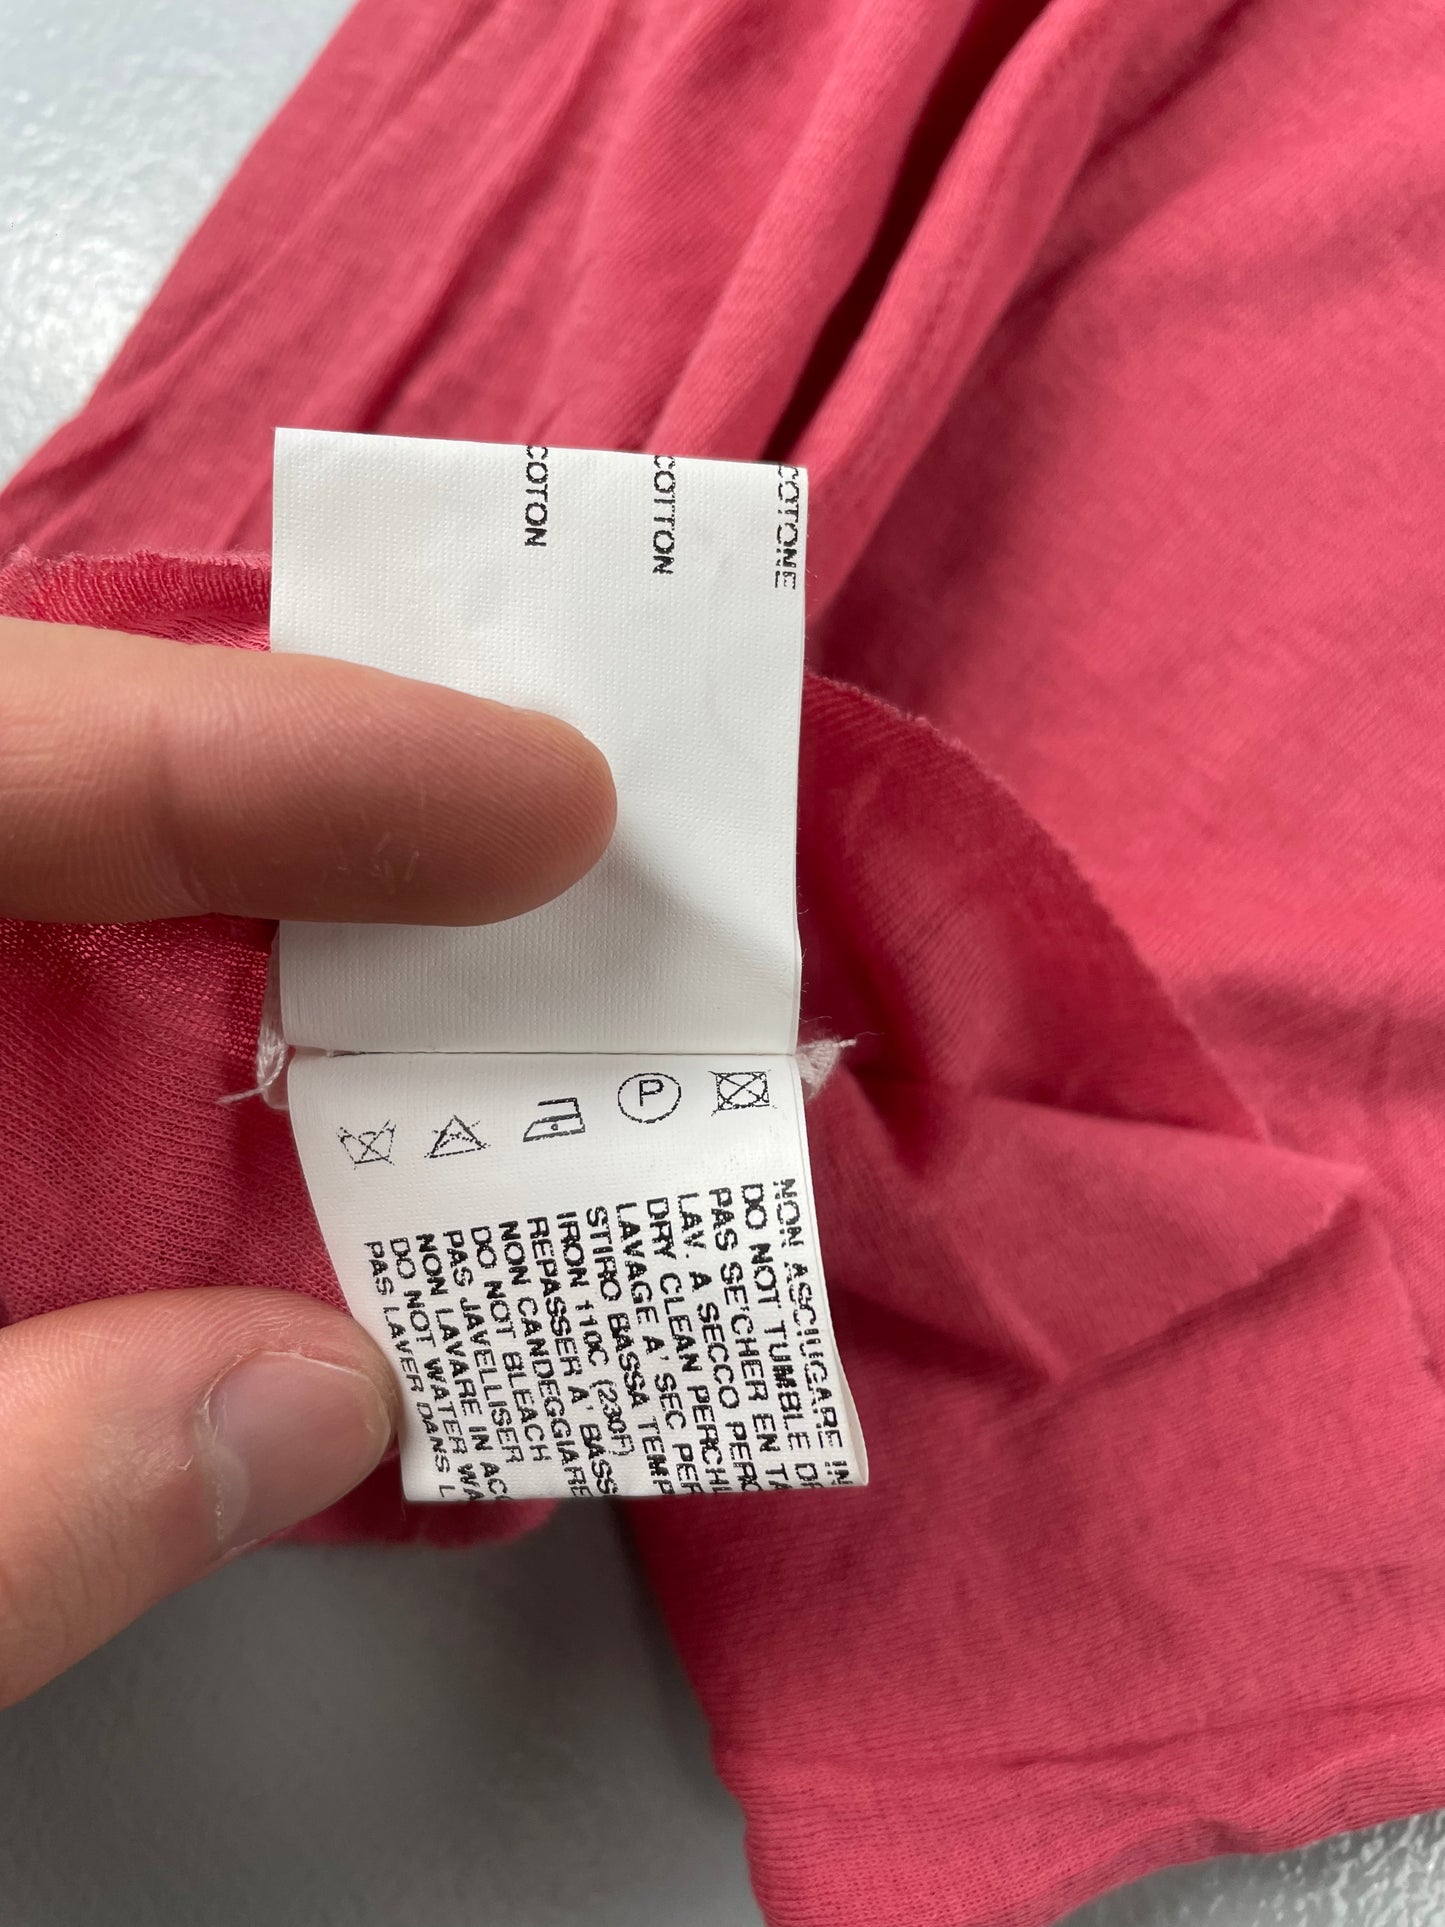 COTONE
COTTON
COTON
P
NON ASCIUGARE IN
DO NOT TUMBLE DR
PAS SE'CHER EN TA
LAV. A SECCO PERC
DRY CLEAN PERCHL
LAVAGE A' SEC PER
STIRO BASSA TEMP
IRON 110C (230F)
REPASSER A' BASS
NON CANDEGGIARE
DO NOT BLEACH
PAS JAVELLISER
NON LAVARE IN ACQ
DO NOT WATER WA
PAS LAVER DANS L